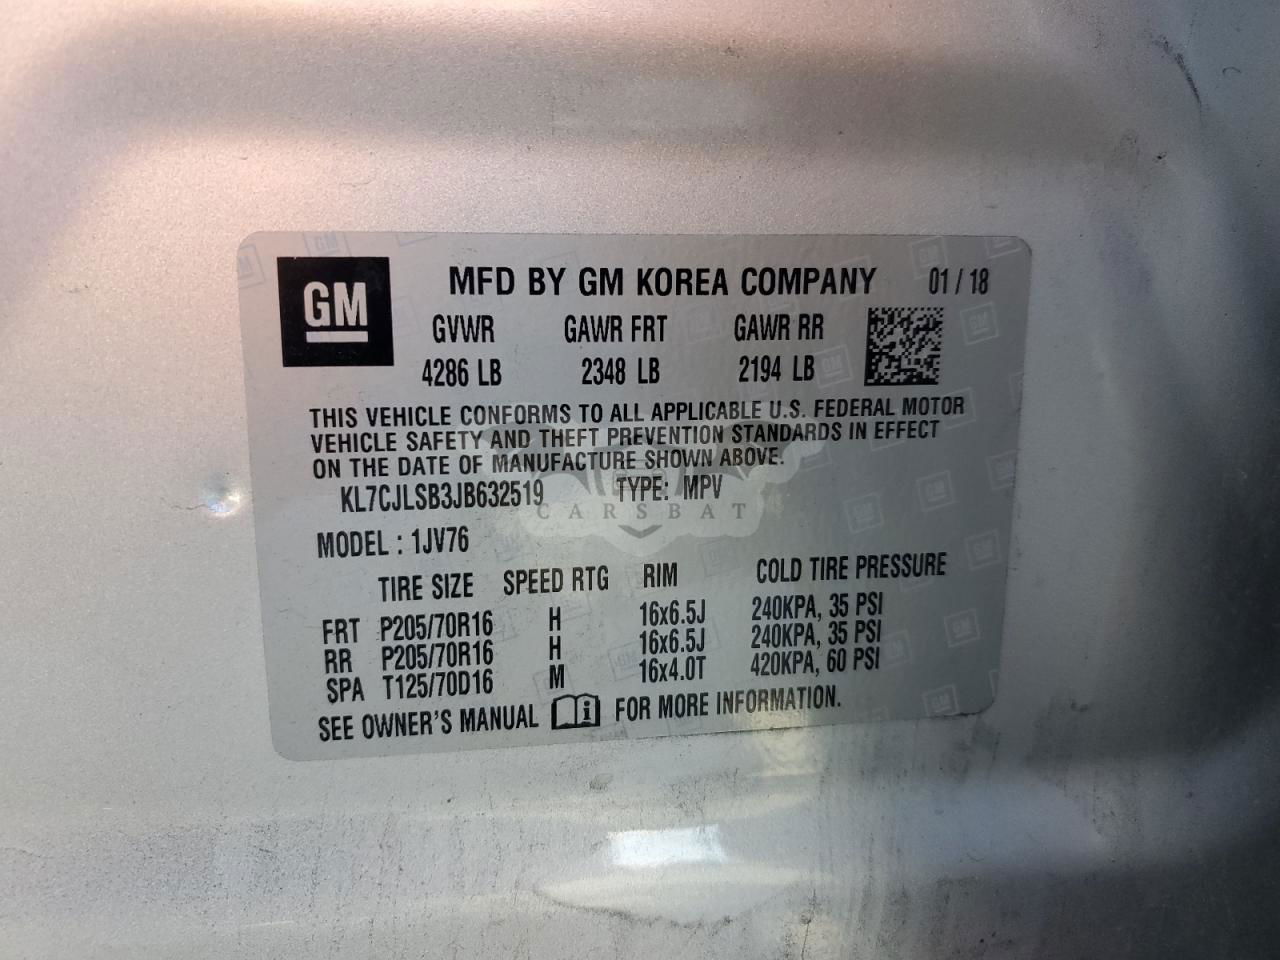 GM
MFD BY GM KOREA COMPANY 01 / 18
GVWR GAWR FRT GAWR RR
4286 LB 2348 LB 2194 LB
THIS VEHICLE CONFORMS TO ALL APPLICABLE U.S. FEDERAL MOTOR
VEHICLE SAFETY AND THEFT PREVENTION STANDARDS IN EFFECT
ON THE DATE OF MANUFACTURE SHOWN ABOVE.
KL7CJLSB3JB632519 TYPE: MPV
CARSBAT
MODEL : 1JV76
TIRE SIZE SPEED RTG RIM COLD TIRE PRESSURE
FRT P205/70R16 H 16x6.5J 240KPA, 35 PSI
RR P205/70R16 H 16x6.5J 240KPA, 35 PSI
SPA T125/70D16 M 16x4.0T 420KPA, 60 PSI
SEE OWNER'S MANUAL i FOR MORE INFORMATION.